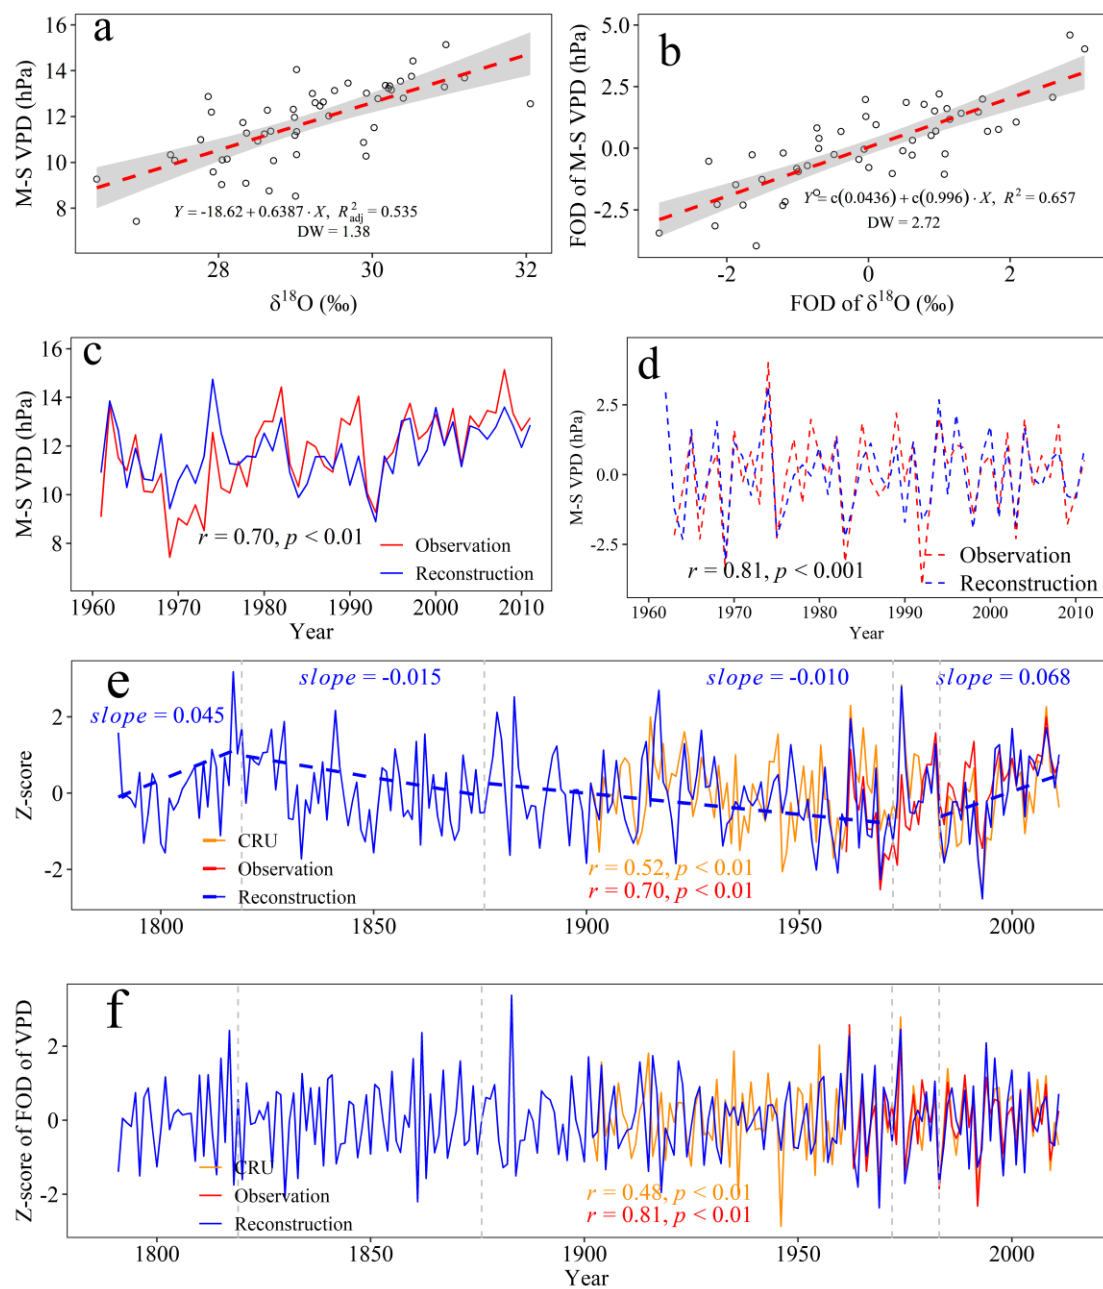 a
16
14
12
10
8
M-S VPD (hPa)
Y = -18.62 + 0.6387 · X, R²adj = 0.535
DW = 1.38
28 30 32
δ¹⁸O (‰)
b
5.0
2.5
0.0
-2.5
FOD of M-S VPD (hPa)
Y = c(0.0436) + c(0.996) · X, R² = 0.657
DW = 2.72
-2 0 2
FOD of δ¹⁸O (‰)
c
16
14
12
10
8
M-S VPD (hPa)
r = 0.70, p < 0.01
Observation
Reconstruction
1960 1970 1980 1990 2000 2010
Year
d
2.5
0.0
-2.5
M-S VPD (hPa)
r = 0.81, p < 0.001
Observation
Reconstruction
1960 1970 1980 1990 2000 2010
Year
e
slope = 0.045
slope = -0.015
slope = -0.010
slope = 0.068
2
0
-2
Z-score
CRU
Observation
Reconstruction
r = 0.52, p < 0.01
r = 0.70, p < 0.01
1800 1850 1900 1950 2000
f
2
0
-2
Z-score of FOD of VPD
CRU
Observation
Reconstruction
r = 0.48, p < 0.01
r = 0.81, p < 0.01
1800 1850 1900 1950 2000
Year